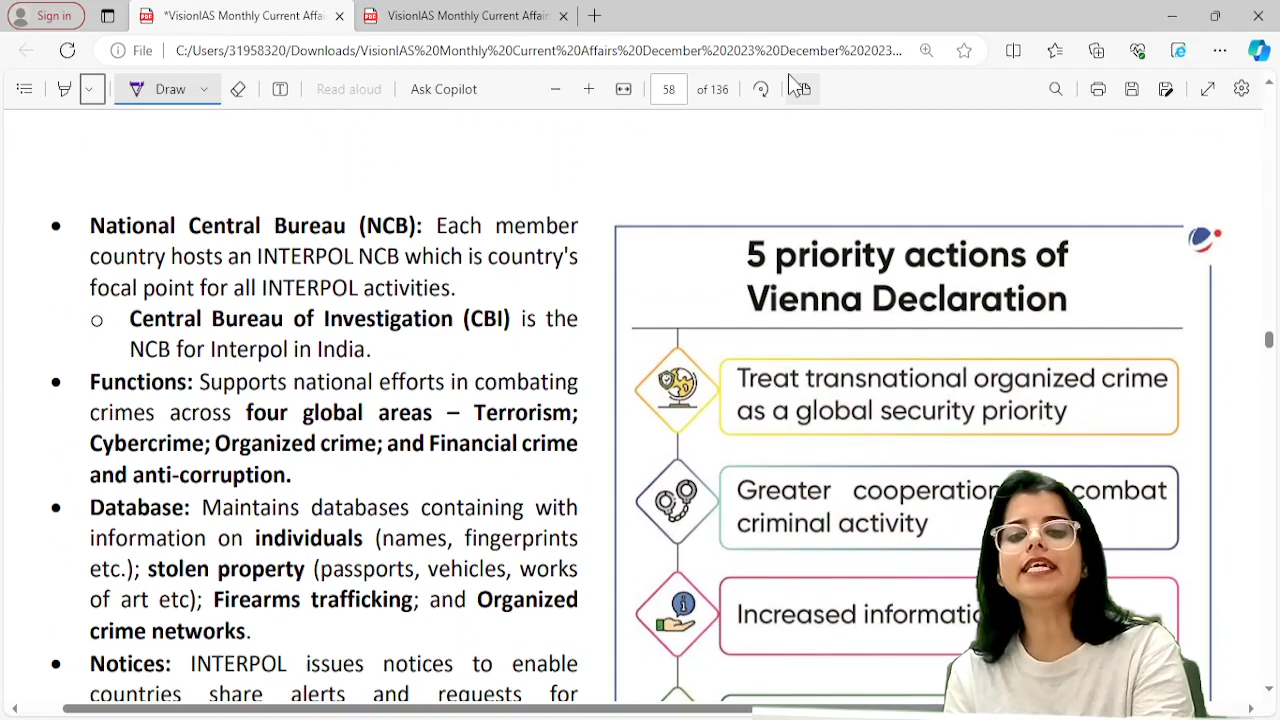 Sign in
*VisionIAS Monthly Current Affai
VisionIAS Monthly Current Affair
File
C:/Users/31958320/Downloads/VisionIAS%20Monthly%20Current%20Affairs%20December%202023%20December%202023...
Draw
Read aloud
Ask Copilot
58
of 136
• National Central Bureau (NCB): Each member
country hosts an INTERPOL NCB which is country's
focal point for all INTERPOL activities.
o Central Bureau of Investigation (CBI) is the
NCB for Interpol in India.
• Functions: Supports national efforts in combating
crimes across four global areas – Terrorism;
Cybercrime; Organized crime; and Financial crime
and anti-corruption.
• Database: Maintains databases containing with
information on individuals (names, fingerprints
etc.); stolen property (passports, vehicles, works
of art etc); Firearms trafficking; and Organized
crime networks.
• Notices: INTERPOL issues notices to enable
countries share alerts and requests for
5 priority actions of
Vienna Declaration
Treat transnational organized crime
as a global security priority
Greater cooperation combat
criminal activity
Increased